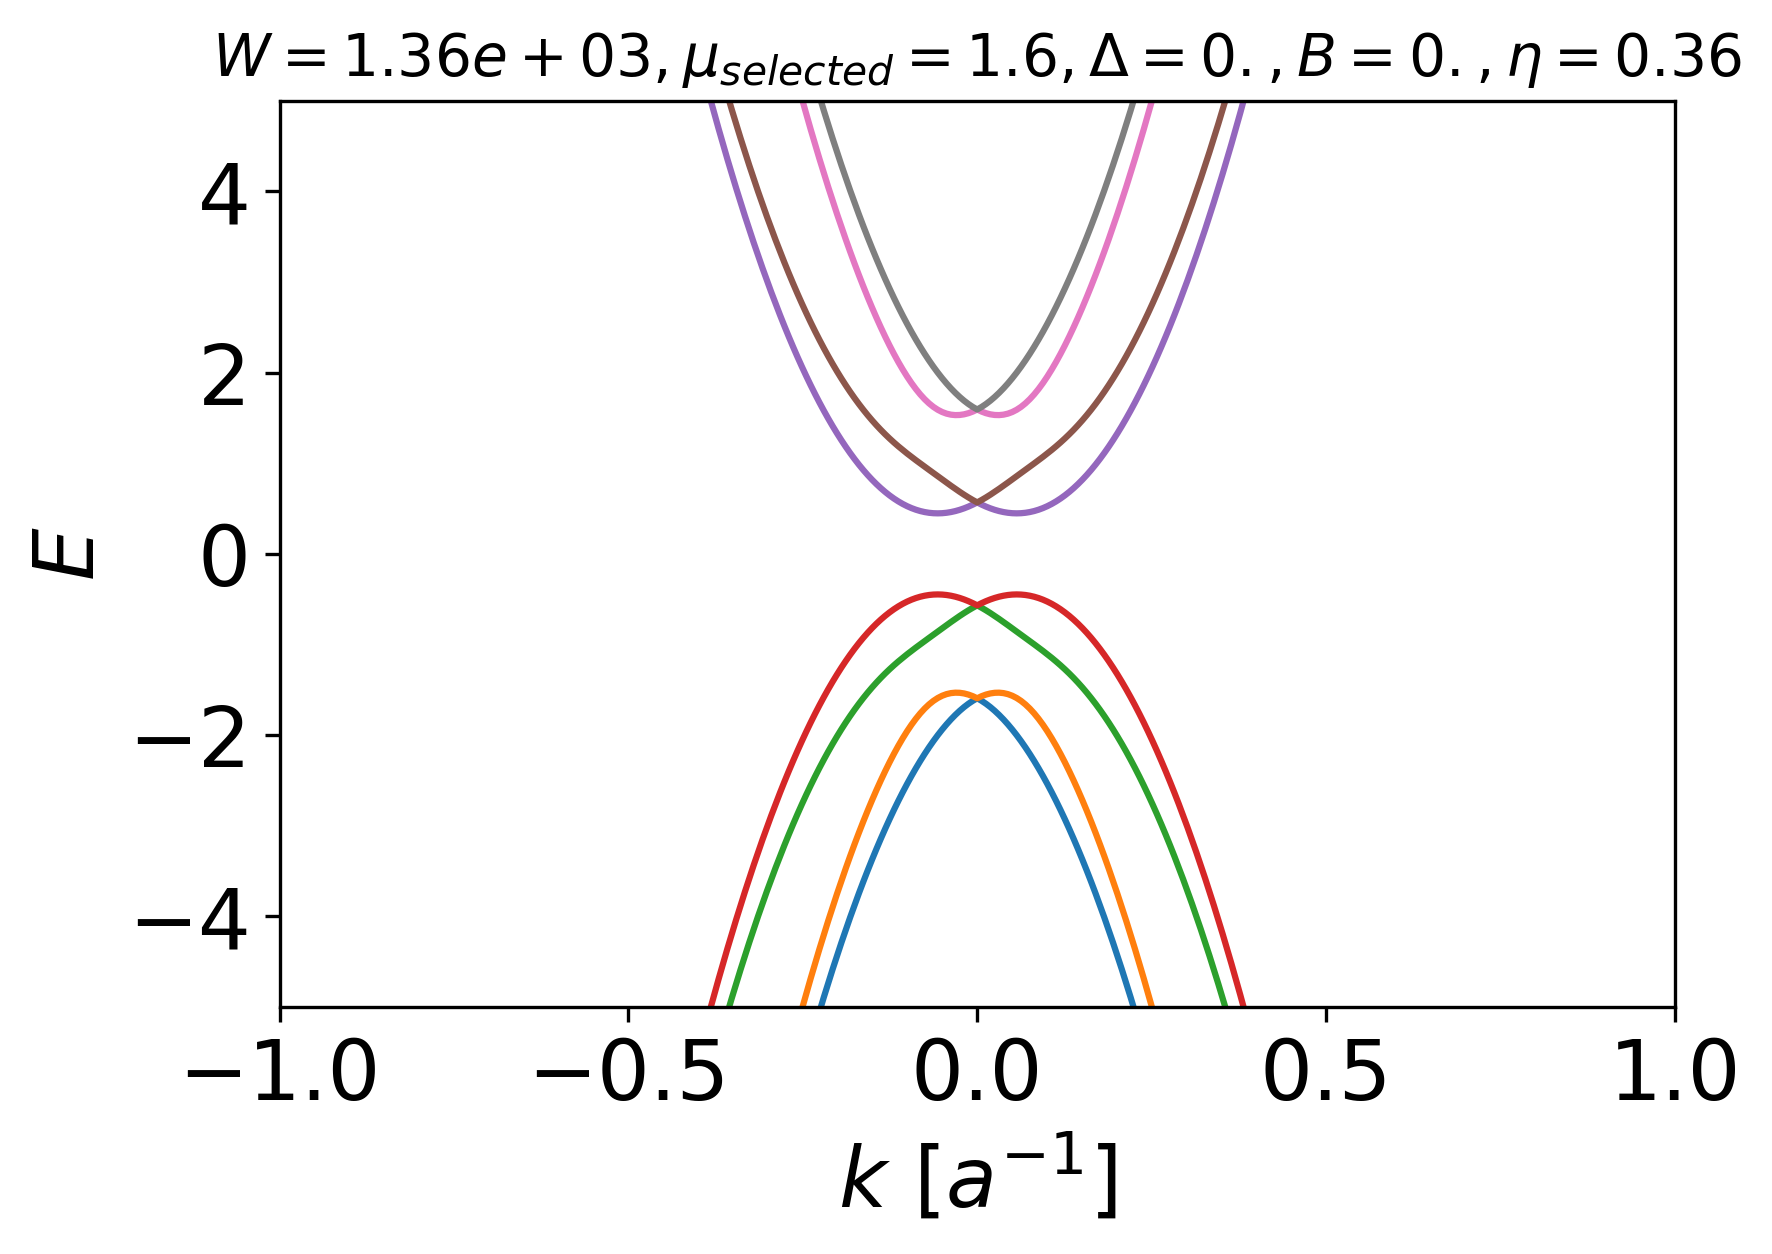 W = 1.36e + 03, μ_selected = 1.6, Δ = 0. , B = 0. , η = 0.36
4
2
0
−2
−4
E
−1.0 −0.5 0.0 0.5 1.0
k [a⁻¹]